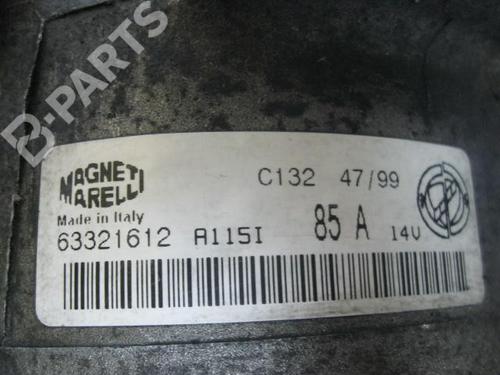 B-PARTS
MAGNETI
MARELLI
C132 47/99
Made in Italy
63321612 A115I 85 A 14V